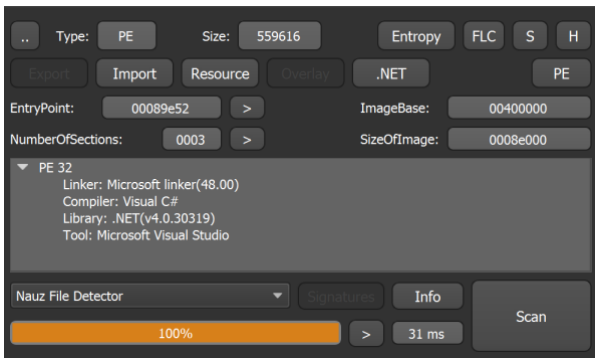 .. Type: PE Size: 559616 Entropy FLC S H
Export Import Resource Overlay .NET PE
EntryPoint: 00089e52 > ImageBase: 00400000
NumberOfSections: 0003 > SizeOfImage: 0008e000
PE 32
Linker: Microsoft linker(48.00)
Compiler: Visual C#
Library: .NET(v4.0.30319)
Tool: Microsoft Visual Studio
Nauz File Detector Signatures Info
Scan
100% > 31 ms